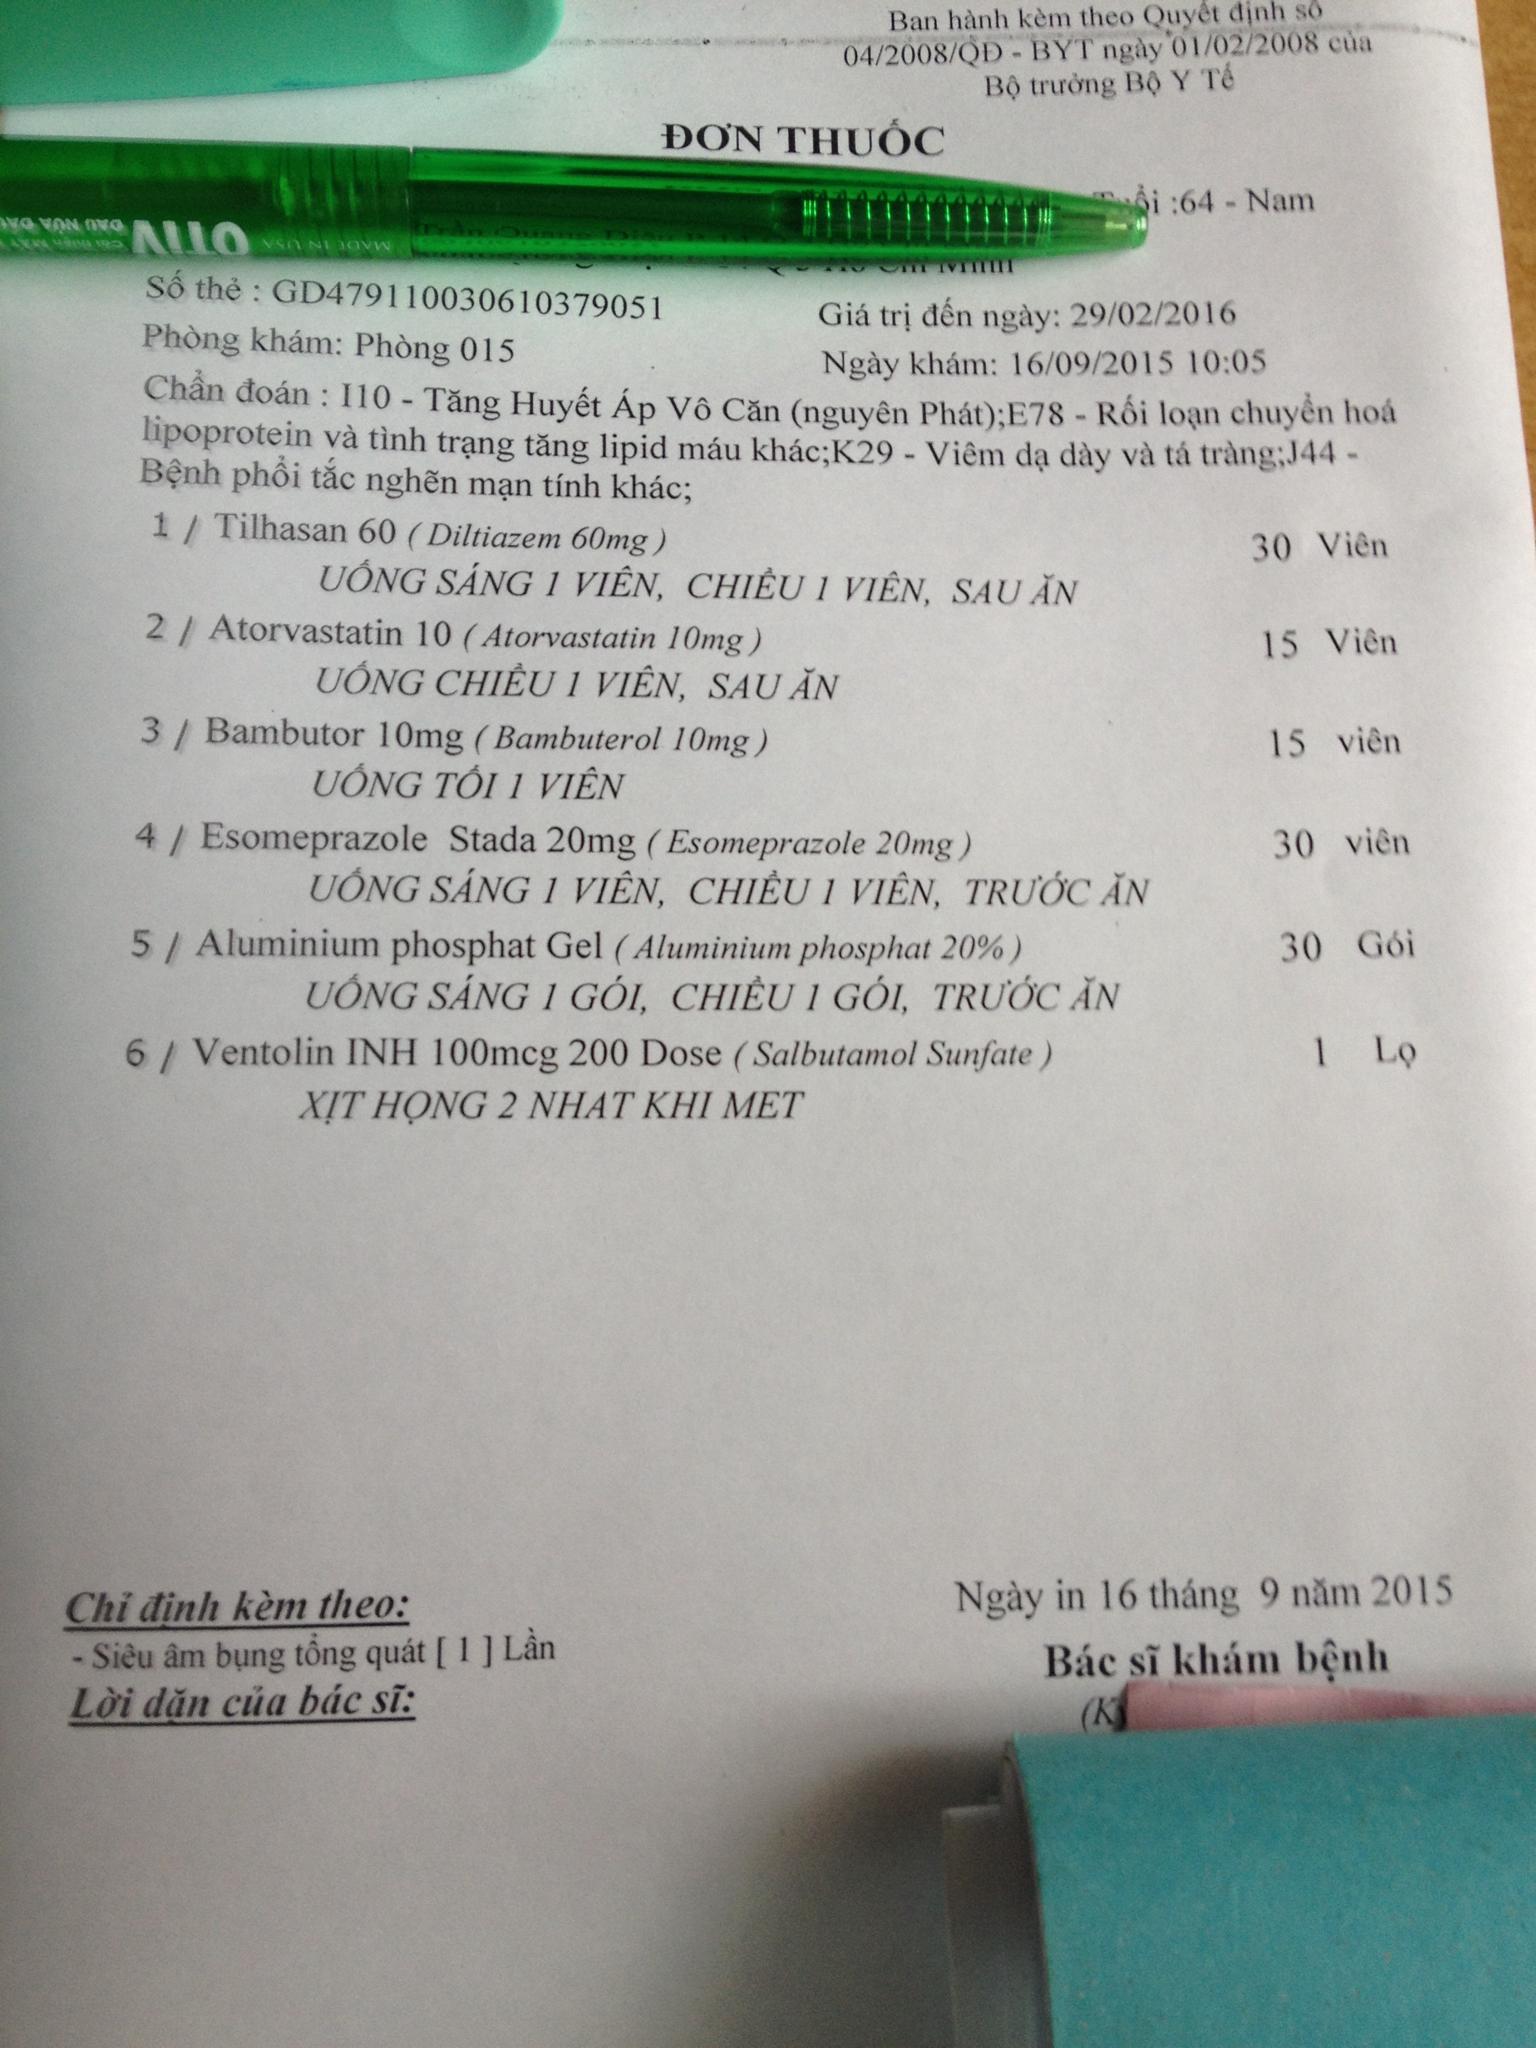 Ban hành kèm theo Quyết định số
04/2008/QĐ - BYT ngày 01/02/2008 của
Bộ trưởng Bộ Y Tế
ĐƠN THUỐC
Tuổi :64 - Nam
VITO
MADE IN USA
Hồ Chí Minh
Số thẻ : GD479110030610379051
Giá trị đến ngày: 29/02/2016
Phòng khám: Phòng 015
Ngày khám: 16/09/2015 10:05
Chẩn đoán : I10 - Tăng Huyết Áp Vô Căn (nguyên Phát);E78 - Rối loạn chuyển hoá
lipoprotein và tình trạng tăng lipid máu khác;K29 - Viêm dạ dày và tá tràng;J44 -
Bệnh phổi tắc nghẽn mạn tính khác;
1 / Tilhasan 60 ( Diltiazem 60mg ) 30 Viên
UỐNG SÁNG 1 VIÊN, CHIỀU 1 VIÊN, SAU ĂN
2 / Atorvastatin 10 ( Atorvastatin 10mg ) 15 Viên
UỐNG CHIỀU 1 VIÊN, SAU ĂN
3 / Bambutor 10mg ( Bambuterol 10mg ) 15 viên
UỐNG TỐI 1 VIÊN
4 / Esomeprazole Stada 20mg ( Esomeprazole 20mg ) 30 viên
UỐNG SÁNG 1 VIÊN, CHIỀU 1 VIÊN, TRƯỚC ĂN
5 / Aluminium phosphat Gel ( Aluminium phosphat 20% ) 30 Gói
UỐNG SÁNG 1 GÓI, CHIỀU 1 GÓI, TRƯỚC ĂN
6 / Ventolin INH 100mcg 200 Dose ( Salbutamol Sunfate ) 1 Lọ
XỊT HỌNG 2 NHAT KHI MET
Chỉ định kèm theo:
- Siêu âm bụng tổng quát [ 1 ] Lần
Lời dặn của bác sĩ:
Ngày in 16 tháng 9 năm 2015
Bác sĩ khám bệnh
(K